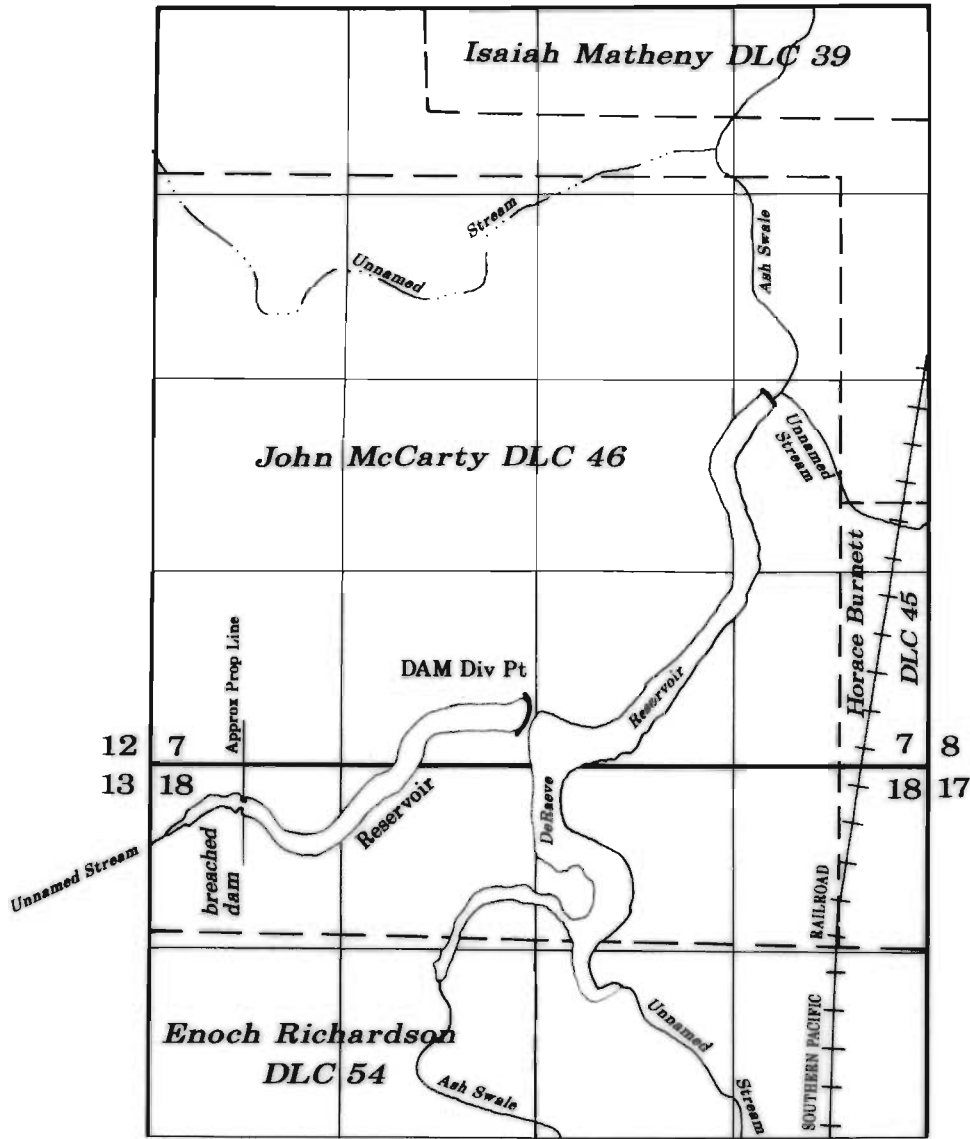 Isaiah Matheny DLC 39
Stream
Unnamed
Ash Swale
John McCarty DLC 46
Unnamed
Stream
Horace Burnett
DLC 45
Approx Prop Line
DAM Div Pt
Reservoir
12 7
7 8
13 18
18 17
Reservoir
DeRaeve
Unnamed Stream
breached
dam
RAILROAD
SOUTHERN PACIFIC
Enoch Richardson
DLC 54
Ash Swale
Unnamed
Stream